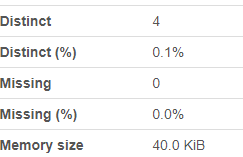 Distinct 4
Distinct (%) 0.1%
Missing 0
Missing (%) 0.0%
Memory size 40.0 KiB